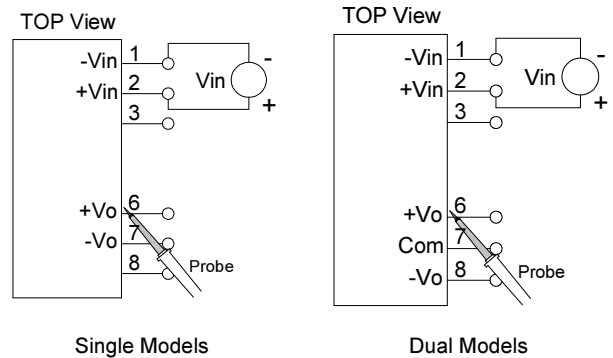 TOP View
-Vin 1
+Vin 2
3
Vin
-
+
+Vo 6
-Vo 7
8
Probe
Single Models
TOP View
-Vin 1
+Vin 2
3
Vin
-
+
+Vo 6
Com 7
-Vo 8
Probe
Dual Models